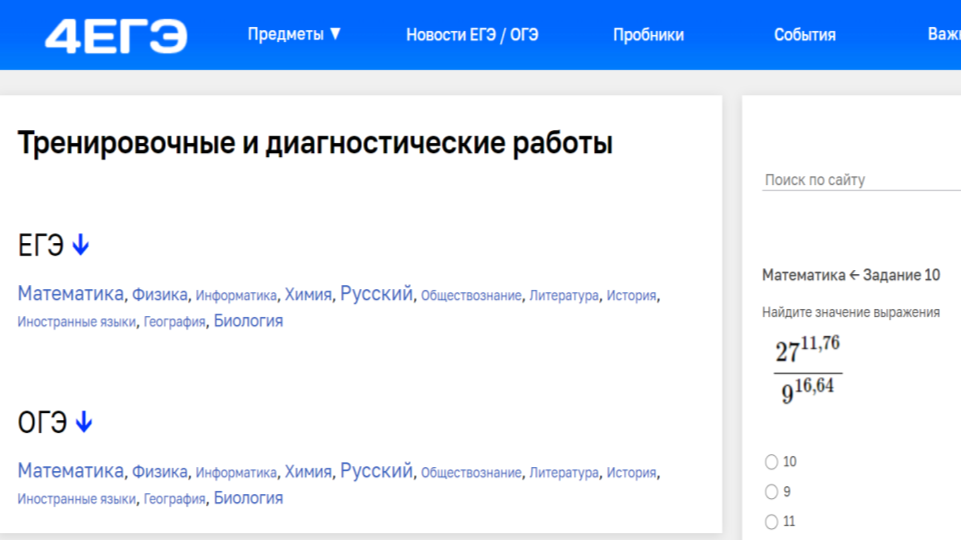 4ЕГЭ
Предметы ▼
Новости ЕГЭ / ОГЭ
Пробники
События
Тренировочные и диагностические работы
ЕГЭ ↓
Математика, Физика, Информатика, Химия, Русский, Обществознание, Литература, История,
Иностранные языки, География, Биология
ОГЭ ↓
Математика, Физика, Информатика, Химия, Русский, Обществознание, Литература, История,
Иностранные языки, География, Биология
Поиск по сайту
Математика ← Задание 10
Найдите значение выражения
27^11,76
9^16,64
10
9
11